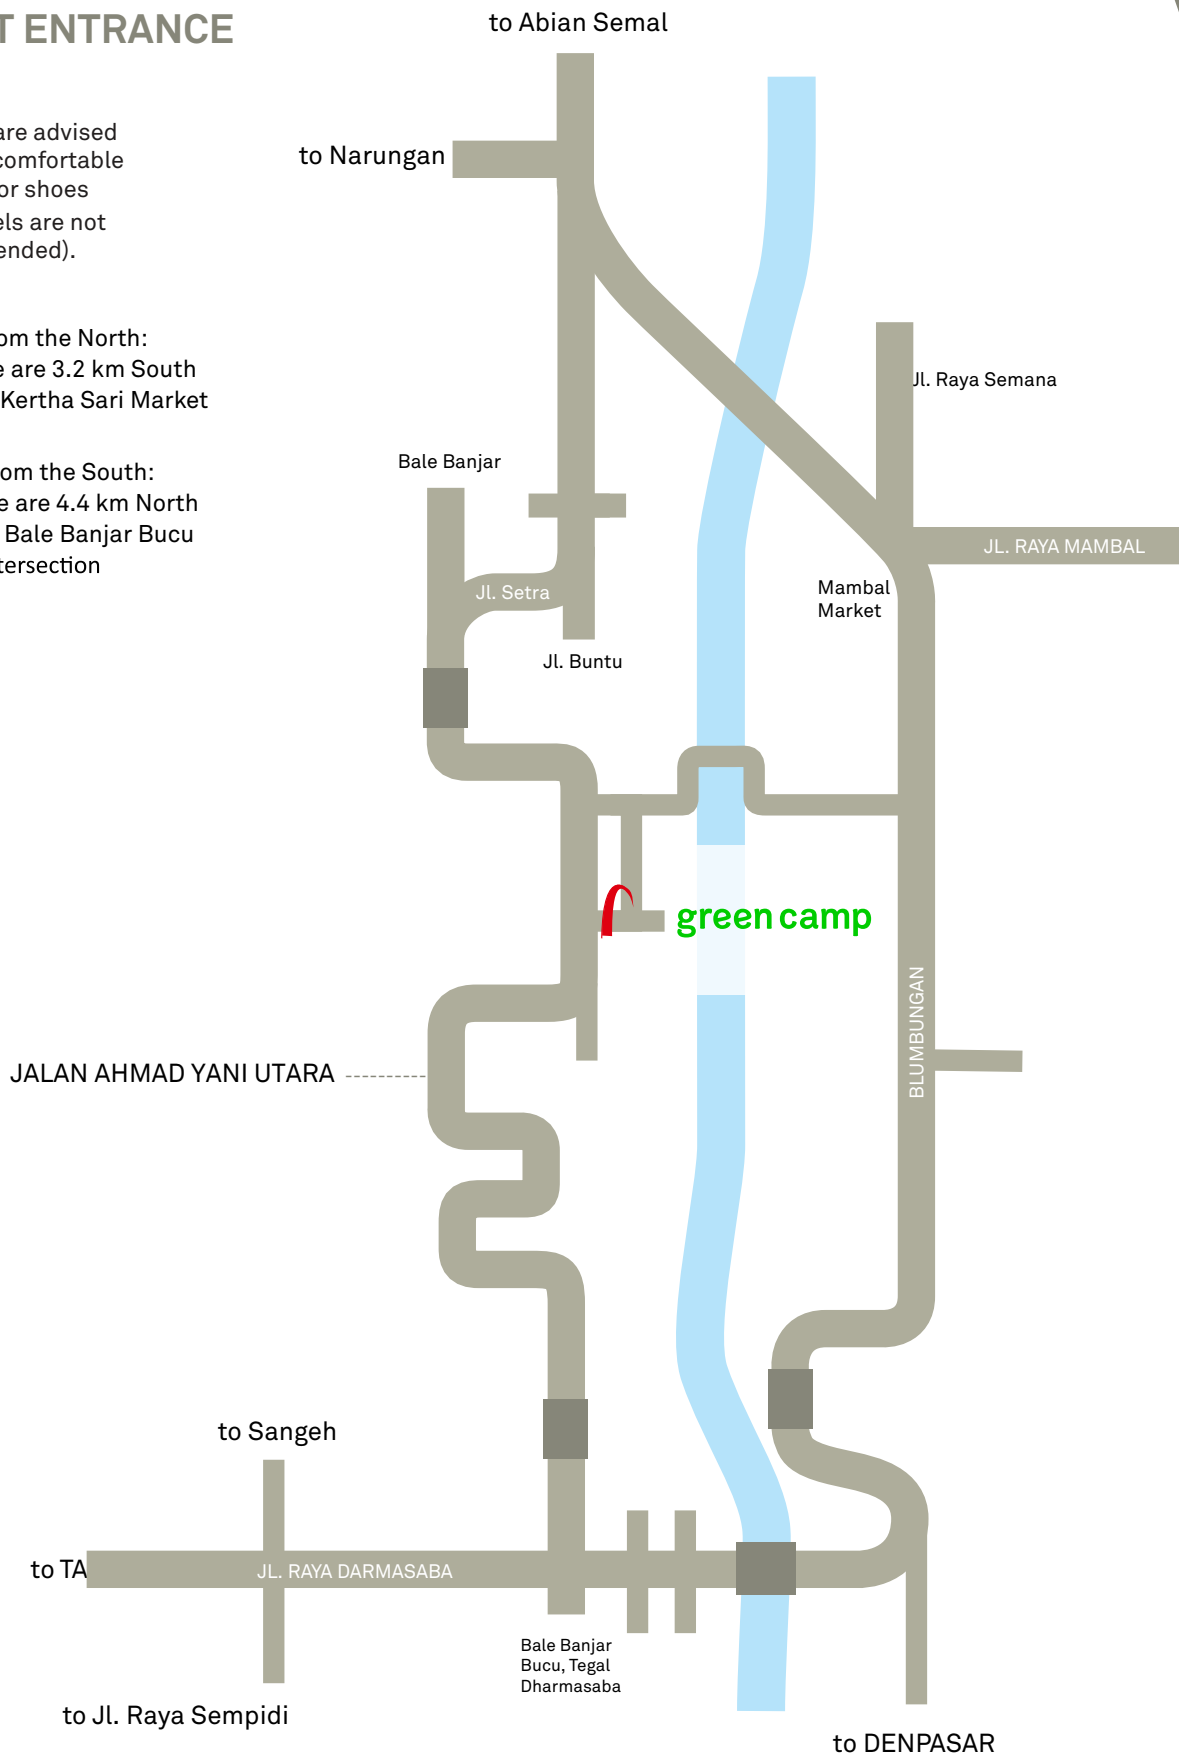 T ENTRANCE
to Abian Semal
are advised
comfortable
or shoes
els are not
ended).
to Narungan
om the North:
e are 3.2 km South
Kertha Sari Market
Jl. Raya Semana
om the South:
e are 4.4 km North
Bale Banjar Bucu
tersection
Bale Banjar
JL. RAYA MAMBAL
Jl. Setra
Mambal
Market
Jl. Buntu
green camp
BLUMBUNGAN
JALAN AHMAD YANI UTARA
to Sangeh
to TA
JL. RAYA DARMASABA
Bale Banjar
Bucu, Tegal
Dharmasaba
to Jl. Raya Sempidi
to DENPASAR